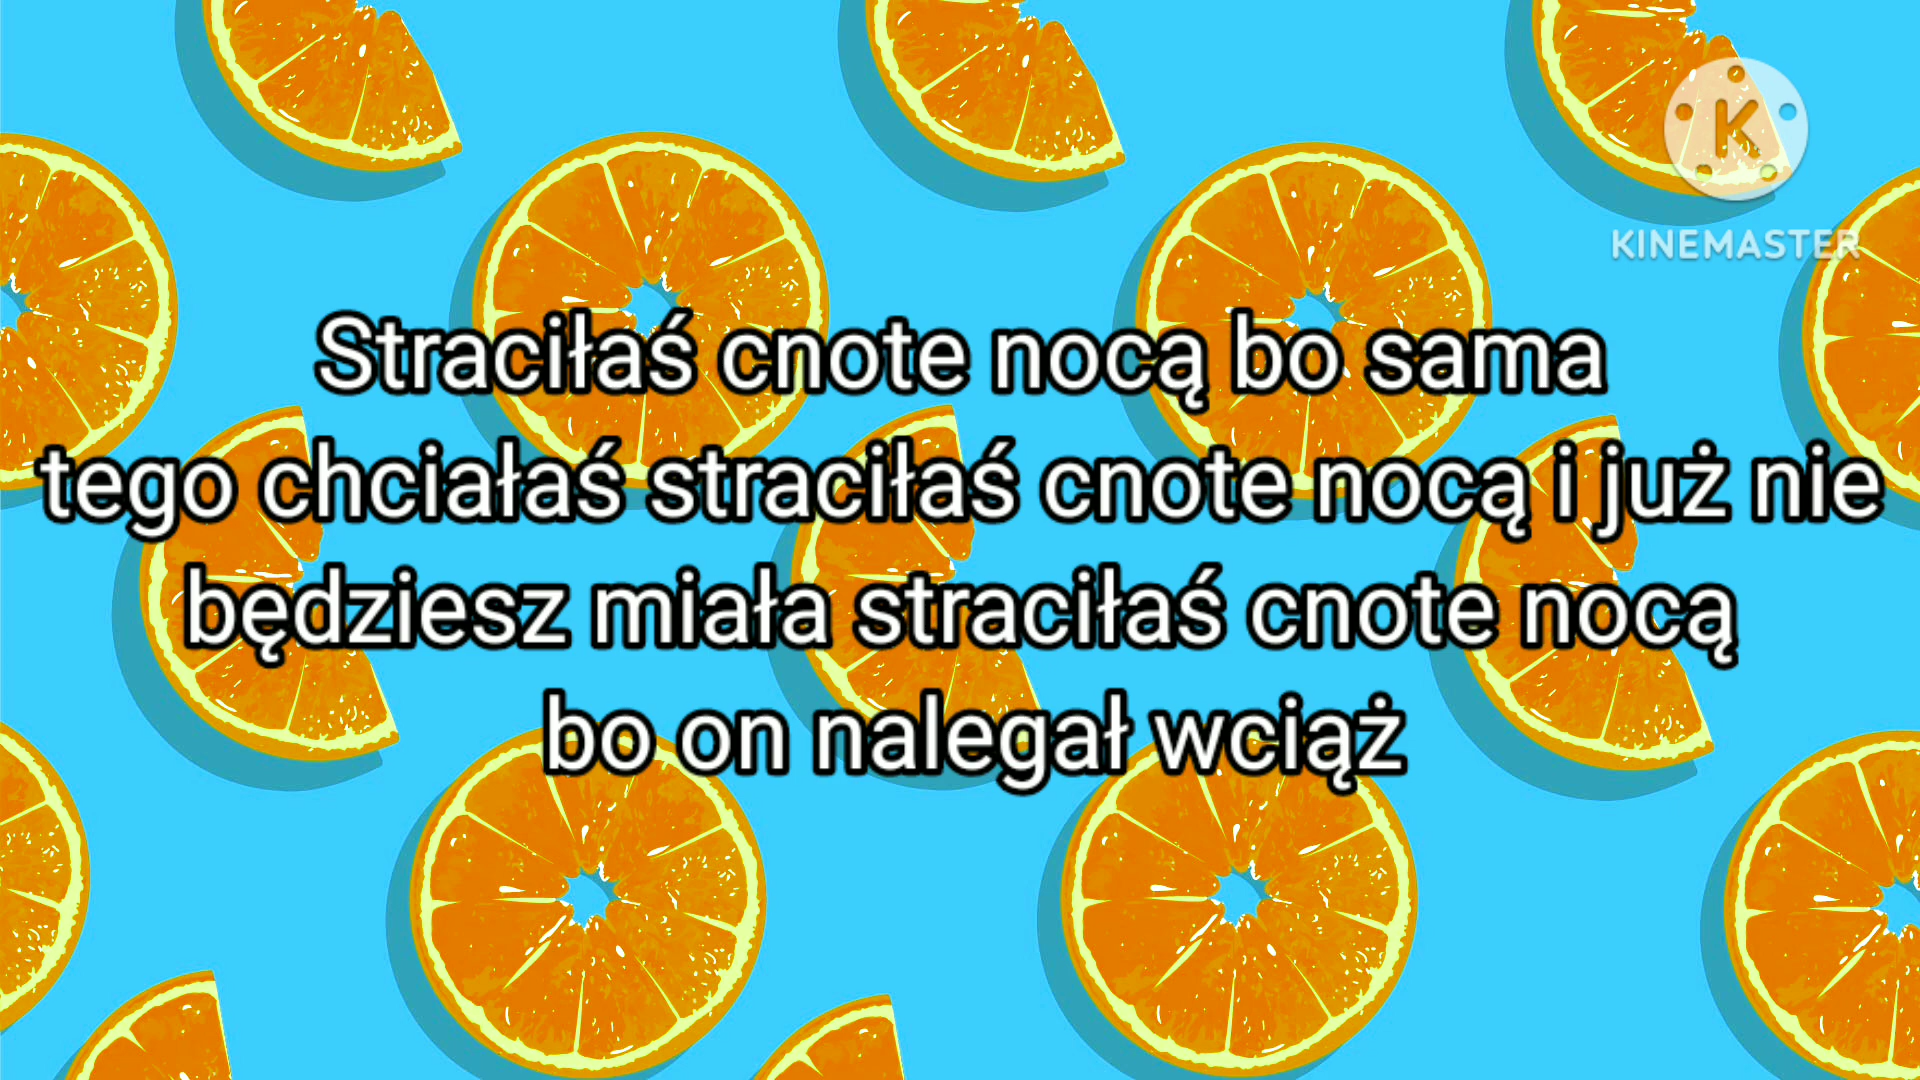 K
KINEMASTER
Straciłaś cnote nocą bo sama
tego chciałaś straciłaś cnote nocą i już nie
będziesz miała straciłaś cnote nocą
bo on nalegał wciąż